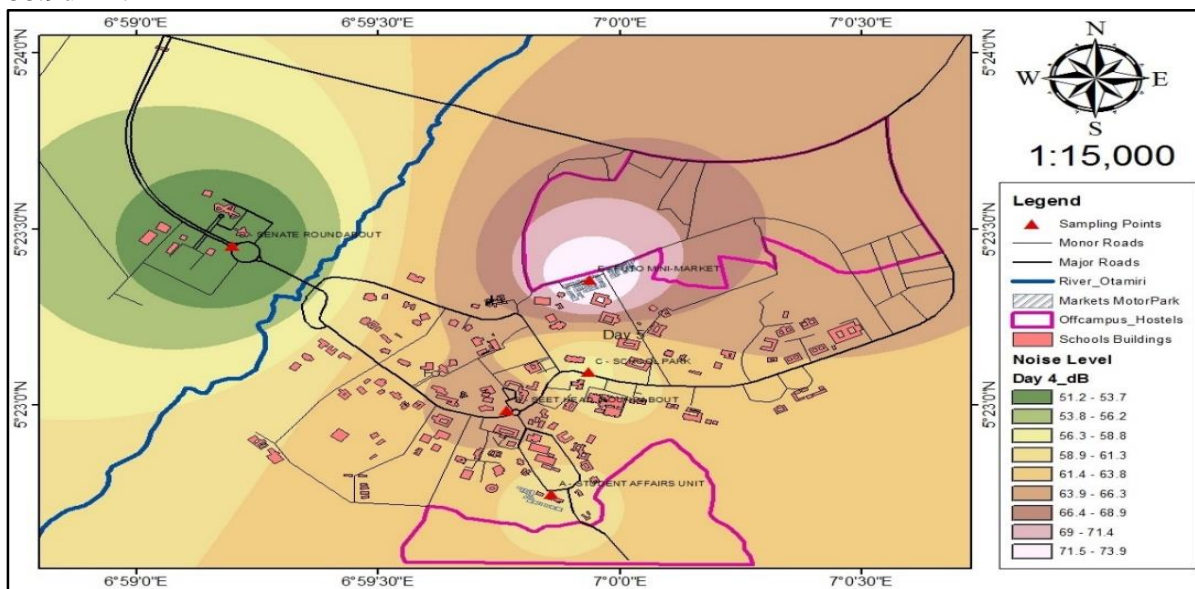 6°59'0"E 6°59'30"E 7°0'0"E 7°0'30"E
5°24'0"N 5°24'0"N
5°23'30"N 5°23'30"N
5°23'0"N 5°23'0"N
SENATE ROUNDABOUT
FUTO MINI-MARKET
Day 5
C - SCHOOL PARK
SEET HEAD ROUNDABOUT
A - STUDENT AFFAIRS UNIT
6°59'0"E 6°59'30"E 7°0'0"E 7°0'30"E
N
W E
S
1:15,000
Legend
Sampling Points
Monor Roads
Major Roads
River_Otamiri
Markets MotorPark
Offcampus_Hostels
Schools Buildings
Noise Level
Day 4_dB
51.2 - 53.7
53.8 - 56.2
56.3 - 58.8
58.9 - 61.3
61.4 - 63.8
63.9 - 66.3
66.4 - 68.9
69 - 71.4
71.5 - 73.9